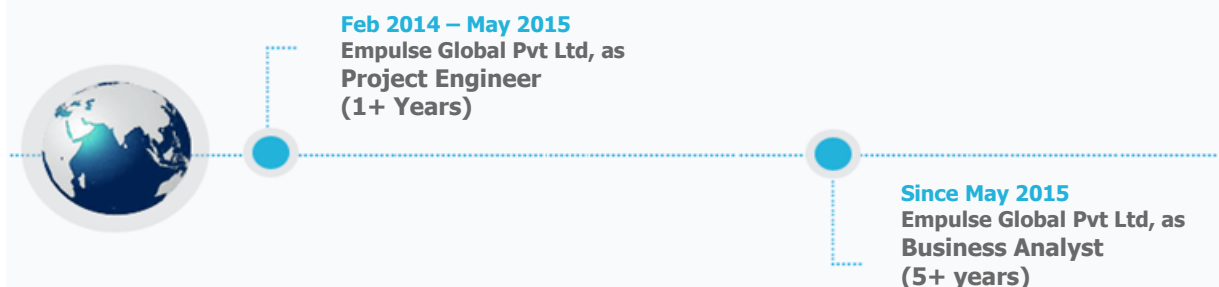 Feb 2014 – May 2015
Empulse Global Pvt Ltd, as
Project Engineer
(1+ Years)
Since May 2015
Empulse Global Pvt Ltd, as
Business Analyst
(5+ years)